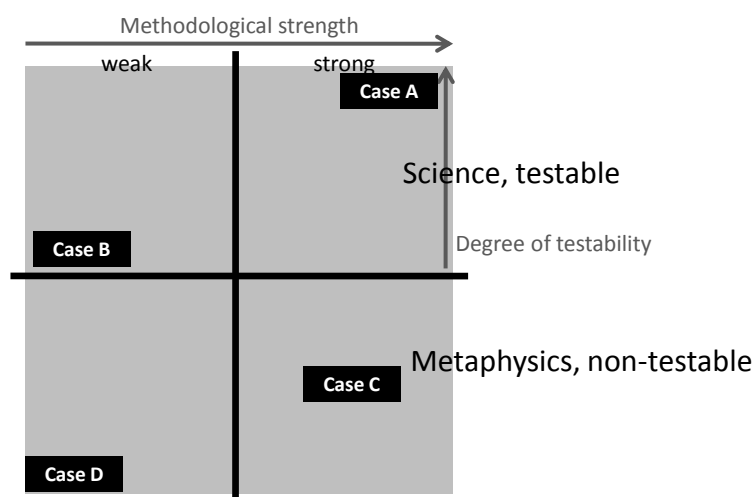 Methodological strength
weak strong
Case A
Science, testable
Case B
Degree of testability
Metaphysics, non-testable
Case C
Case D